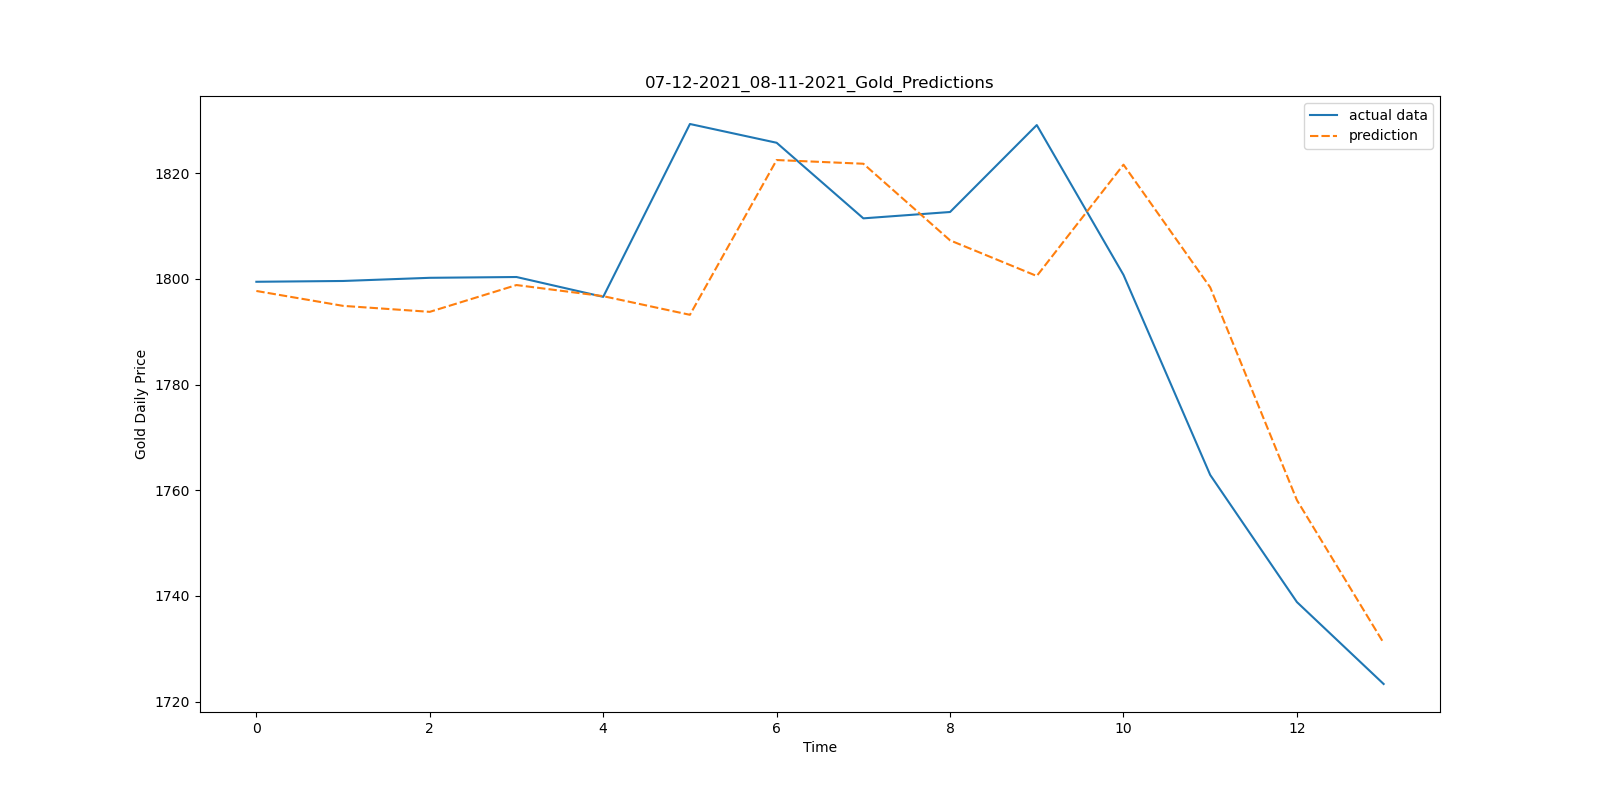 07-12-2021_08-11-2021_Gold_Predictions
actual data
prediction
Gold Daily Price
1820
1800
1780
1760
1740
1720
0 2 4 6 8 10 12
Time